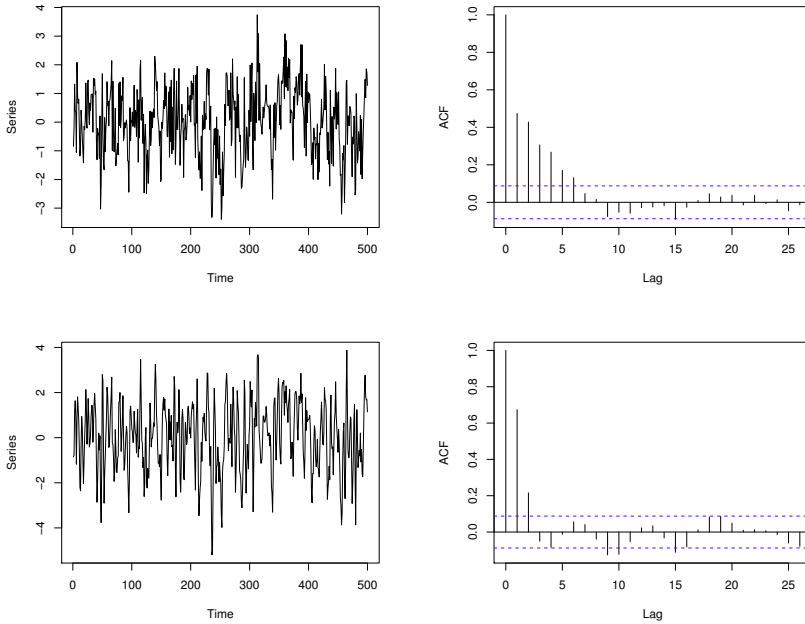 Series
-3 -2 -1 0 1 2 3 4
0 100 200 300 400 500
Time
ACF
0.0 0.2 0.4 0.6 0.8 1.0
0 5 10 15 20 25
Lag
Series
-4 -2 0 2 4
0 100 200 300 400 500
Time
ACF
0.0 0.2 0.4 0.6 0.8 1.0
0 5 10 15 20 25
Lag